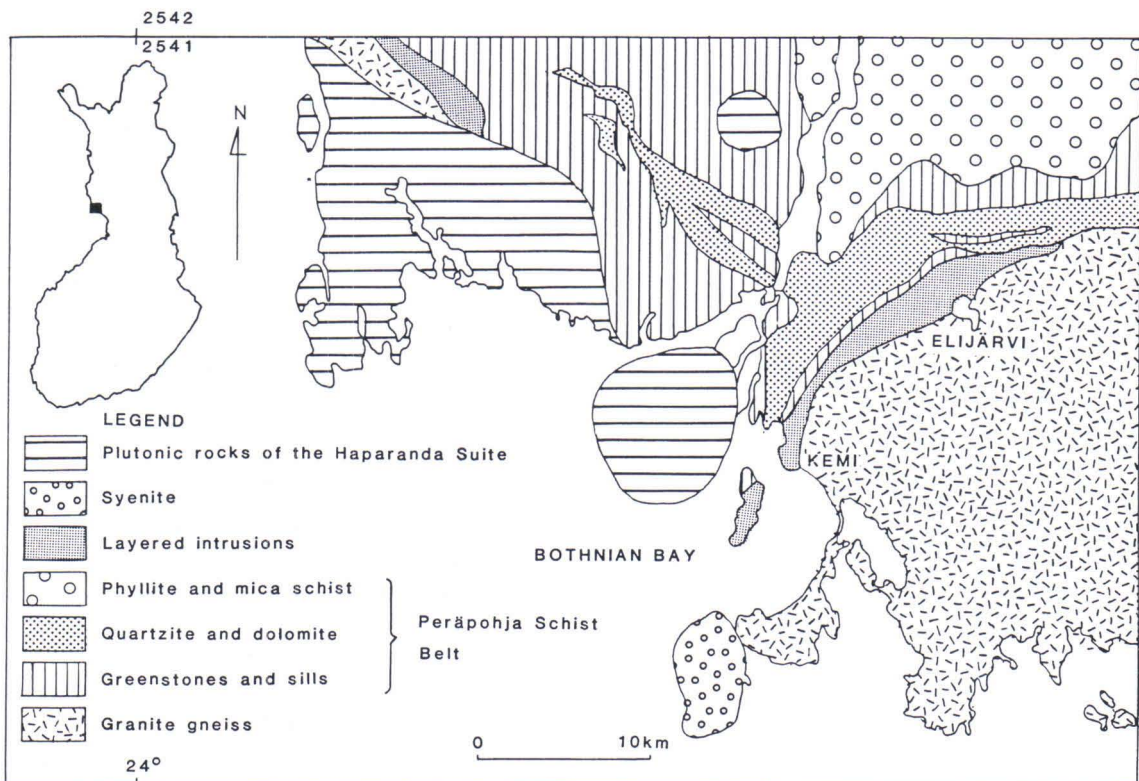 2542
2541
N
ELIJÄRVI
KEMI
BOTHNIAN BAY
LEGEND
Plutonic rocks of the Haparanda Suite
Syenite
Layered intrusions
Phyllite and mica schist
Quartzite and dolomite
Greenstones and sills
Granite gneiss
Peräpohja Schist
Belt
0 10km
24°